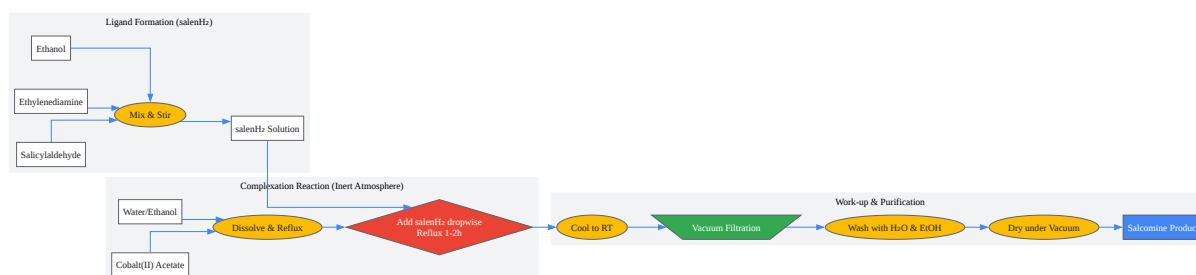 Ligand Formation (salenH₂)
Ethanol
Ethylenediamine
Mix & Stir
salenH₂ Solution
Salicylaldehyde
Complexation Reaction (Inert Atmosphere)
Water/Ethanol
Dissolve & Reflux
Cobalt(II) Acetate
Add salenH₂ dropwise
Reflux 1-2h
Work-up & Purification
Cool to RT
Vacuum Filtration
Wash with H₂O & EtOH
Dry under Vacuum
Salcomine Produc